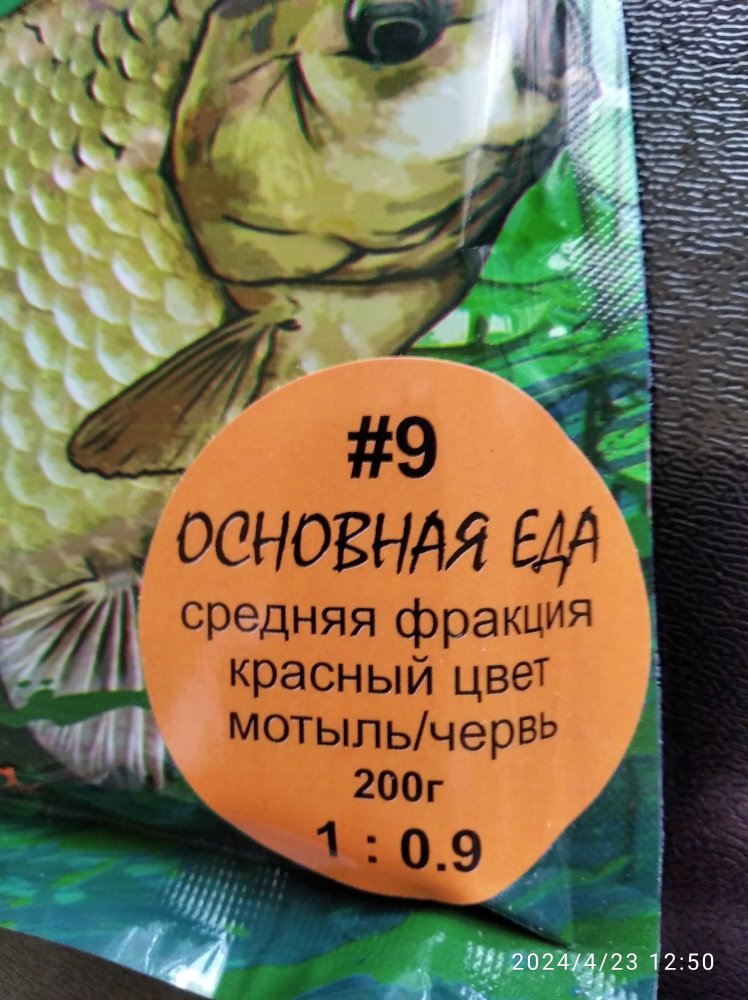 #9
ОСНОВНАЯ ЕДА
средняя фракция
красный цвет
мотыль/червь
200г
1 : 0.9
2024/4/23 12:50